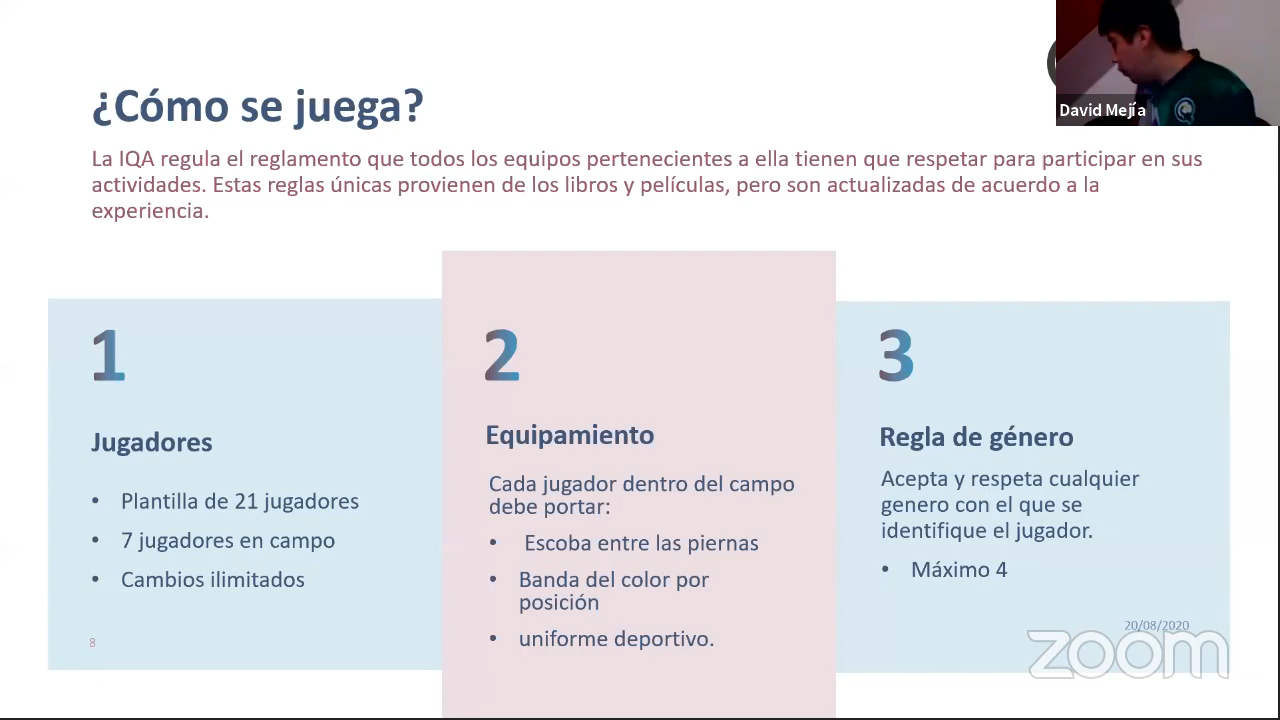 ¿Cómo se juega?
La IQA regula el reglamento que todos los equipos pertenecientes a ella tienen que respetar para participar en sus
actividades. Estas reglas únicas provienen de los libros y películas, pero son actualizadas de acuerdo a la
experiencia.
David Mejía
1
Jugadores
• Plantilla de 21 jugadores
• 7 jugadores en campo
• Cambios ilimitados
8
2
Equipamiento
Cada jugador dentro del campo
debe portar:
• Escoba entre las piernas
• Banda del color por
posición
• uniforme deportivo.
3
Regla de género
Acepta y respeta cualquier
genero con el que se
identifique el jugador.
• Máximo 4
20/08/2020
zoom